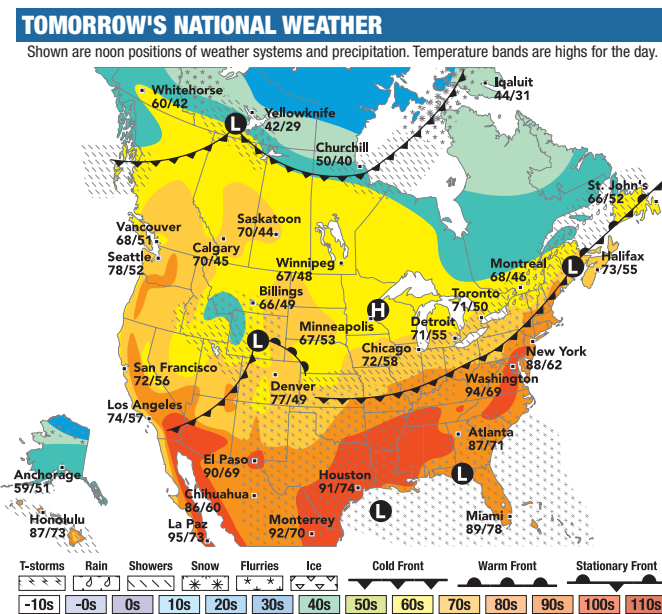 TOMORROW'S NATIONAL WEATHER
Shown are noon positions of weather systems and precipitation. Temperature bands are highs for the day.
Whitehorse
60/42
Iqaluit
44/31
L
Yellowknife
42/29
Churchill
50/40
St. John's
66/52
Vancouver
68/51
Saskatoon
70/44
Calgary
70/45
Seattle
78/52
Winnipeg
67/48
Montreal
68/46
L
Halifax
73/55
Billings
66/49
Toronto
71/50
H
Minneapolis
67/53
Detroit
71/55
L
Chicago
72/58
New York
88/62
San Francisco
72/56
Denver
77/49
Washington
94/69
Los Angeles
74/57
Atlanta
87/71
El Paso
90/69
Houston
91/74
L
Anchorage
59/51
Chihuahua
86/60
L
Honolulu
87/73
La Paz
95/73
Monterrey
92/70
Miami
89/78
T-storms Rain Showers Snow Flurries Ice Cold Front Warm Front Stationary Front
-10s -0s 0s 10s 20s 30s 40s 50s 60s 70s 80s 90s 100s 110s